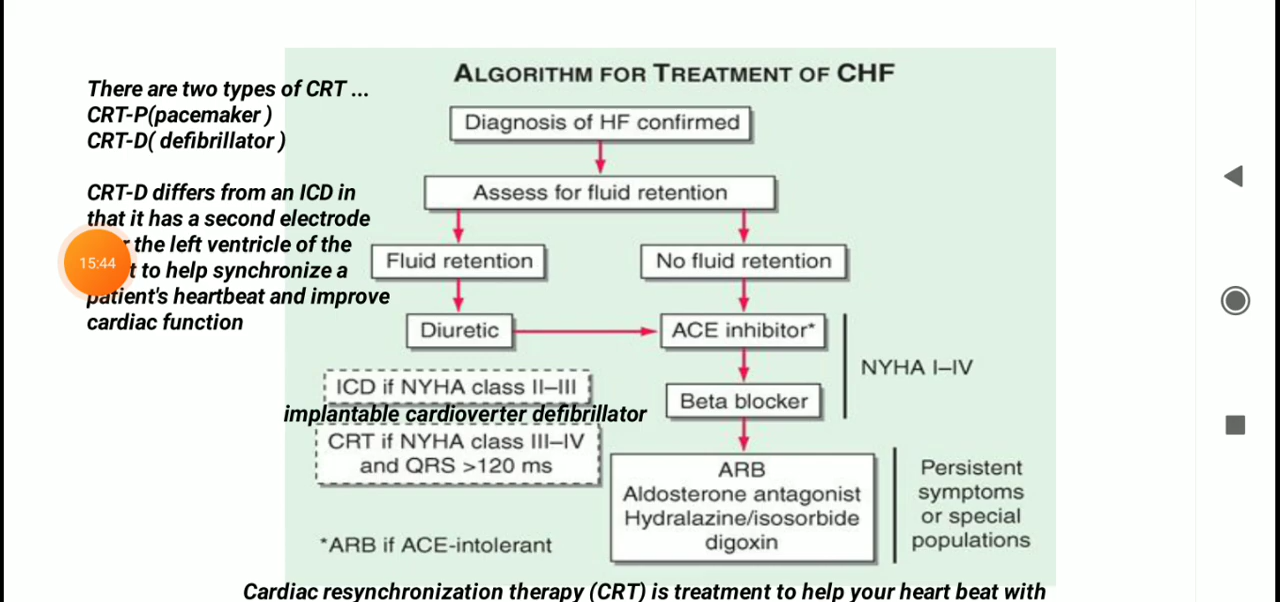 ALGORITHM FOR TREATMENT OF CHF
There are two types of CRT ...
CRT-P(pacemaker )
CRT-D( defibrillator )
CRT-D differs from an ICD in
that it has a second electrode
the left ventricle of the
to help synchronize a
patient's heartbeat and improve
cardiac function
15:44
Diagnosis of HF confirmed
Assess for fluid retention
Fluid retention
No fluid retention
Diuretic
ACE inhibitor*
NYHA I–IV
ICD if NYHA class II–III
implantable cardioverter defibrillator
Beta blocker
CRT if NYHA class III–IV
and QRS >120 ms
ARB
Aldosterone antagonist
Hydralazine/isosorbide
digoxin
Persistent
symptoms
or special
populations
*ARB if ACE-intolerant
Cardiac resynchronization therapy (CRT) is treatment to help your heart beat with